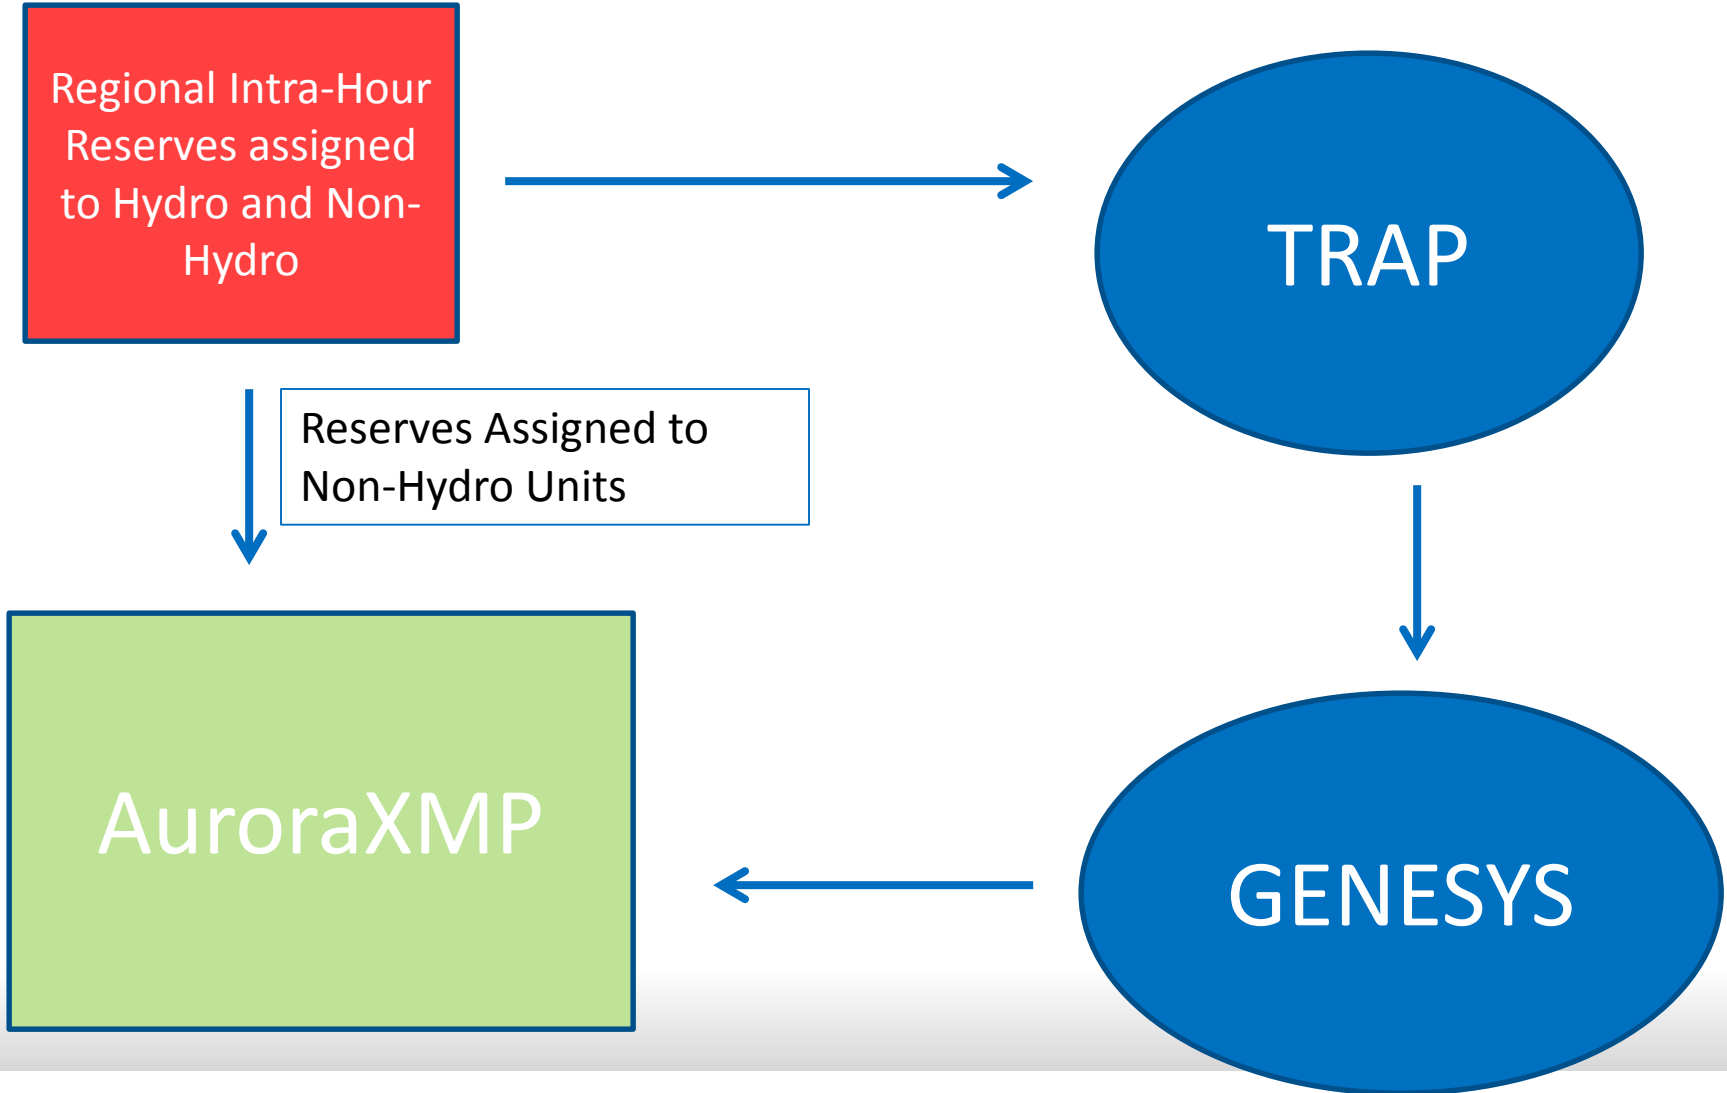 Regional Intra-Hour
Reserves assigned
to Hydro and Non-
Hydro
TRAP
Reserves Assigned to
Non-Hydro Units
AuroraXMP
GENESYS